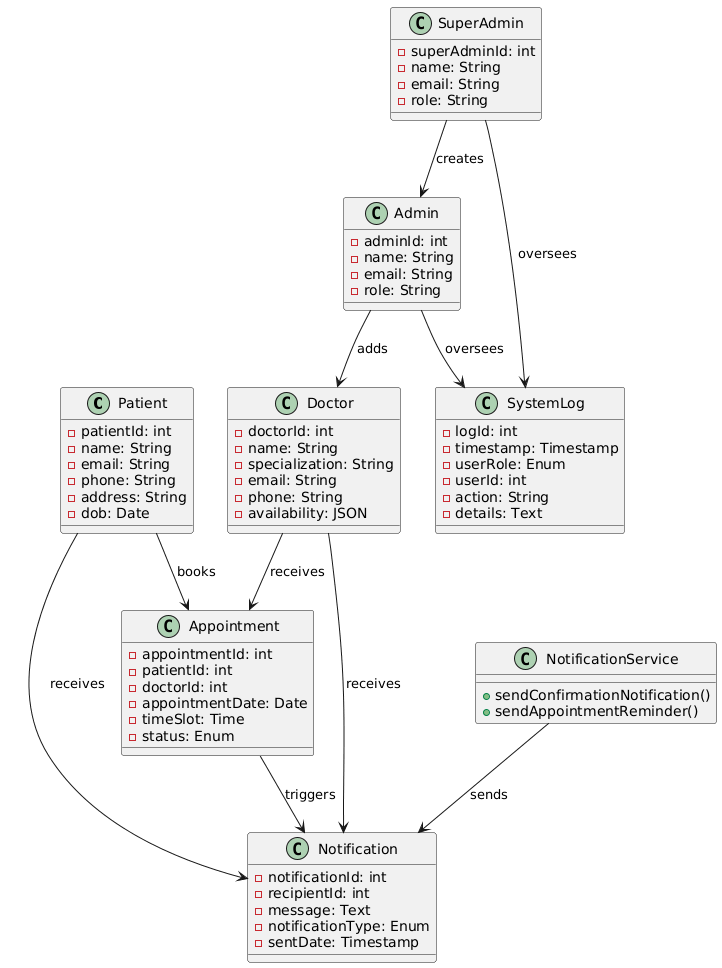 C SuperAdmin
superAdminId: int
name: String
email: String
role: String
creates
C Admin
adminId: int
name: String
email: String
role: String
oversees
adds
oversees
C Patient
patientId: int
name: String
email: String
phone: String
address: String
dob: Date
C Doctor
doctorId: int
name: String
specialization: String
email: String
phone: String
availability: JSON
C SystemLog
logId: int
timestamp: Timestamp
userRole: Enum
userId: int
action: String
details: Text
books
receives
C Appointment
appointmentId: int
patientId: int
doctorId: int
appointmentDate: Date
timeSlot: Time
status: Enum
C NotificationService
sendConfirmationNotification()
sendAppointmentReminder()
receives
receives
triggers
sends
C Notification
notificationId: int
recipientId: int
message: Text
notificationType: Enum
sentDate: Timestamp